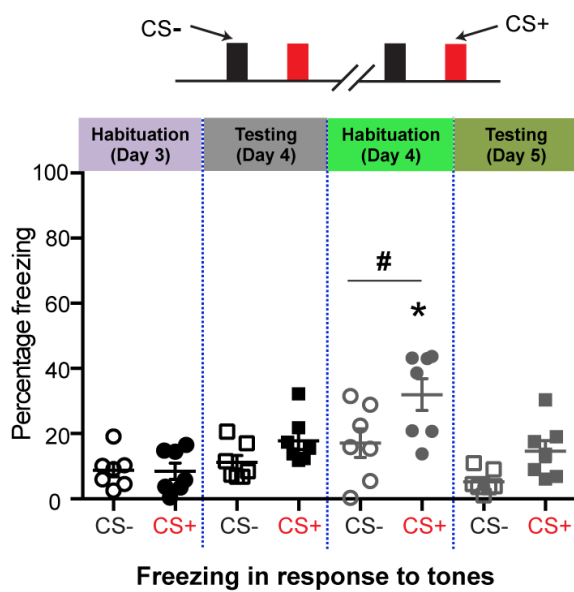 CS-
CS+
Habituation
(Day 3)
Testing
(Day 4)
Habituation
(Day 4)
Testing
(Day 5)
Percentage freezing
100
80
60
40
20
0
#
*
CS- CS+ CS- CS+ CS- CS+ CS- CS+
Freezing in response to tones